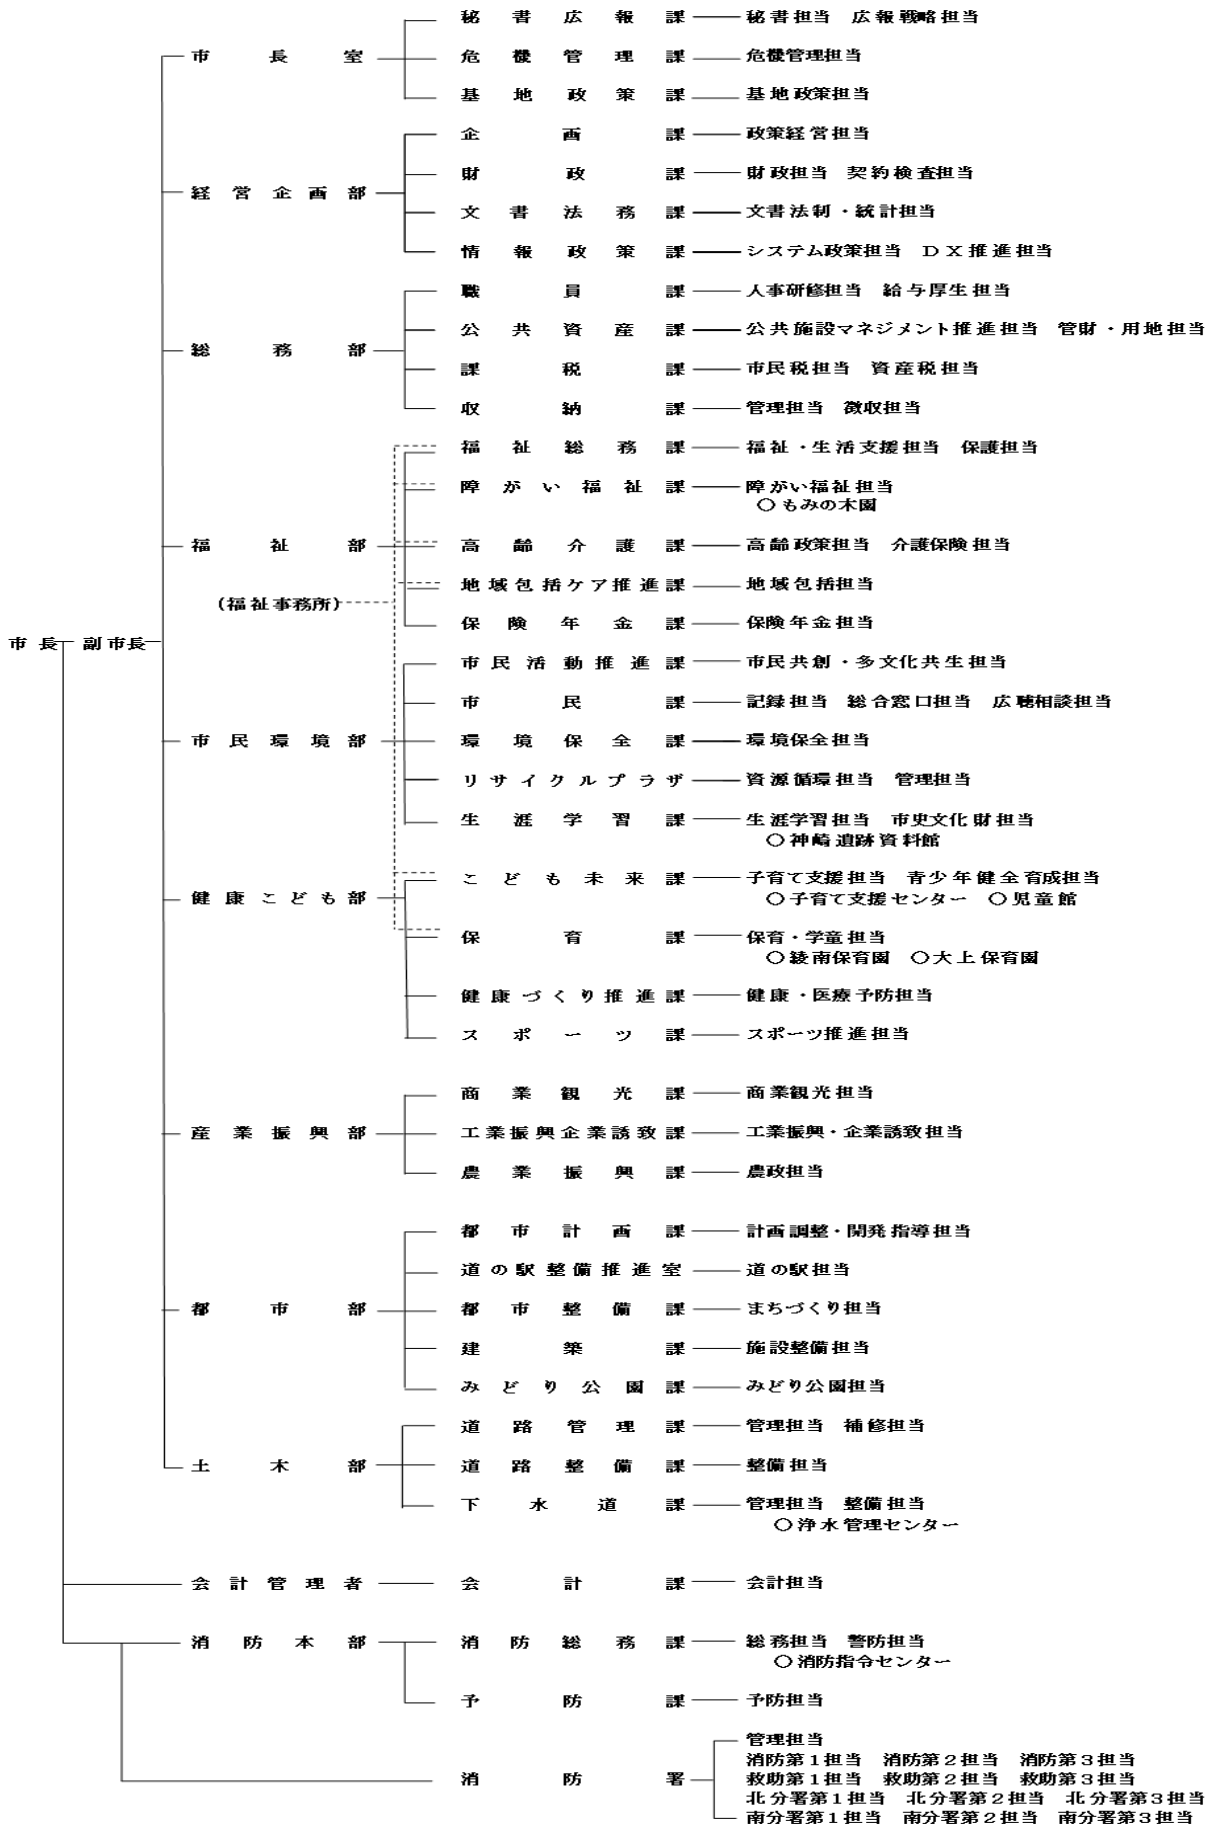 秘書広報課 秘書担当 広報戦略担当
市長室 危機管理課 危機管理担当
基地政策課 基地政策担当
企画課 政策経営担当
財政課 財政担当 契約検査担当
経営企画部
文書法務課 文書法制・統計担当
情報政策課 システム政策担当 ＤＸ推進担当
職員課 人事研修担当 給与厚生担当
公共資産課 公共施設マネジメント推進担当 管財・用地担当
総務部
課税課 市民税担当 資産税担当
収納課 管理担当 徴収担当
福祉総務課 福祉・生活支援担当 保護担当
障がい福祉課 障がい福祉担当
○もみの木園
福祉部 高齢介護課 高齢政策担当 介護保険担当
地域包括ケア推進課 地域包括担当
(福祉事務所)
保険年金課 保険年金担当
市長 副市長
市民活動推進課 市民共創・多文化共生担当
市民課 記録担当 総合窓口担当 広聴相談担当
市民環境部 環境保全課 環境保全担当
リサイクルプラザ 資源循環担当 管理担当
生涯学習課 生涯学習担当 市史文化財担当
○神崎遺跡資料館
こども未来課 子育て支援担当 青少年健全育成担当
健康こども部 ○子育て支援センター ○児童館
保育課 保育・学童担当
○綾南保育園 ○大上保育園
健康づくり推進課 健康・医療予防担当
スポーツ課 スポーツ推進担当
商業観光課 商業観光担当
産業振興部 工業振興企業誘致課 工業振興・企業誘致担当
農業振興課 農政担当
都市計画課 計画調整・開発指導担当
道の駅整備推進室 道の駅担当
都市部 都市整備課 まちづくり担当
建築課 施設整備担当
みどり公園課 みどり公園担当
道路管理課 管理担当 補修担当
土木部 道路整備課 整備担当
下水道課 管理担当 整備担当
○浄水管理センター
会計管理者 会計課 会計担当
消防本部 消防総務課 総務担当 警防担当
○消防指令センター
予防課 予防担当
管理担当
消防第１担当 消防第２担当 消防第３担当
消防署 救助第１担当 救助第２担当 救助第３担当
北分署第１担当 北分署第２担当 北分署第３担当
南分署第１担当 南分署第２担当 南分署第３担当